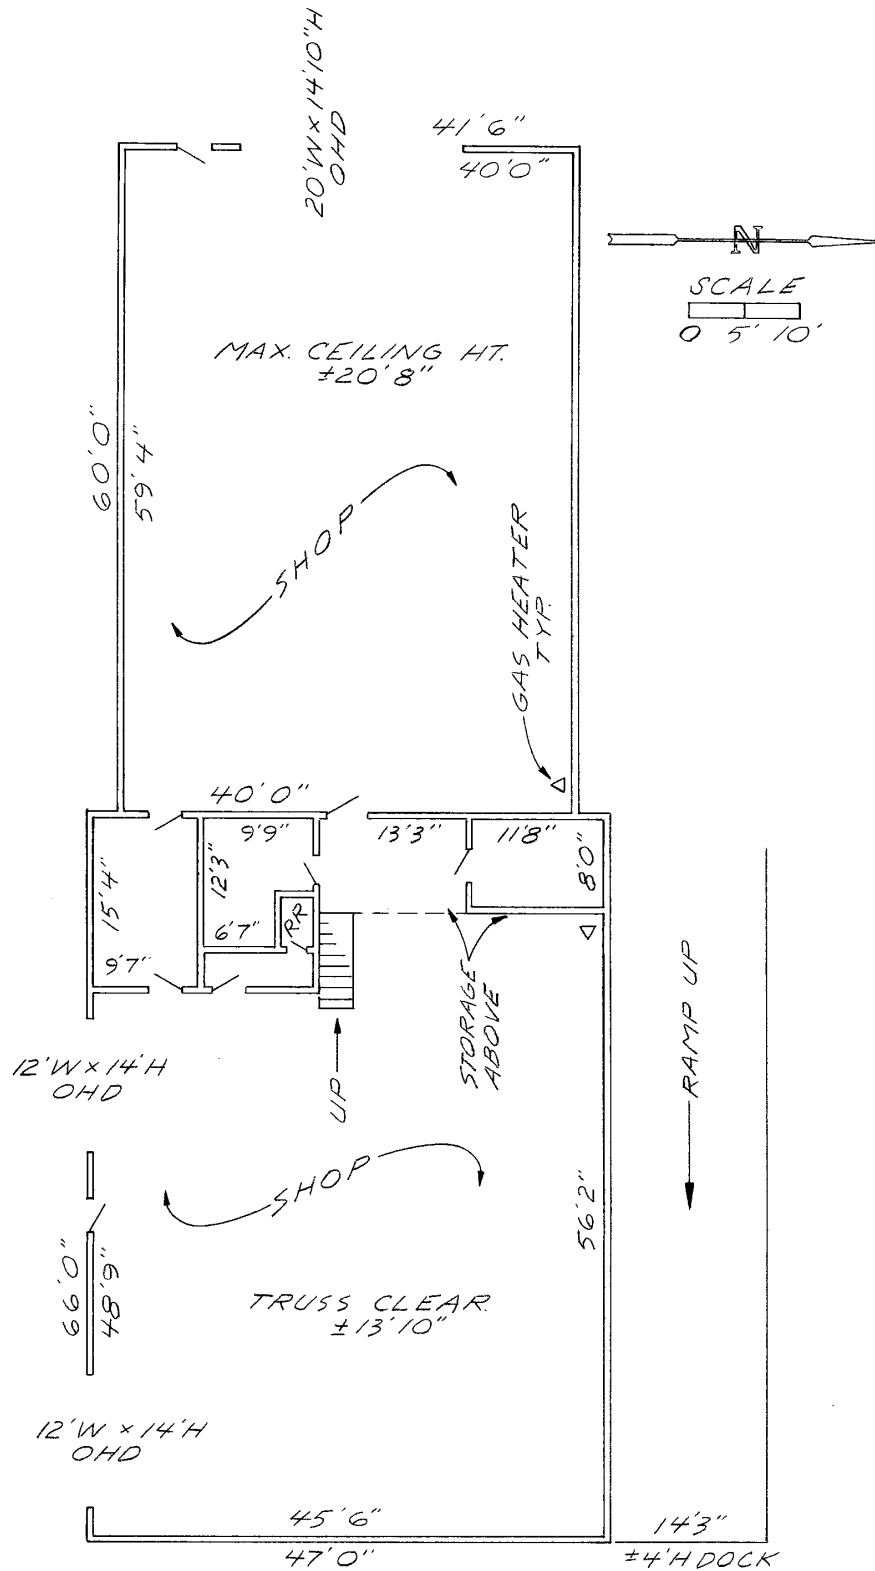 20'W x 14'10"H
OHD
41'6"
40'0"
N
SCALE
0 5' 10'
MAX. CEILING HT.
±20'8"
60'0"
59'4"
SHOP
GAS HEATER
TYP.
40'0"
9'9"
13'3"
11'8"
8'0"
12'3"
15'4"
6'7"
RR
9'7"
STORAGE
ABOVE
UP
RAMP UP
12'W x 14'H
OHD
SHOP
56'2"
66'0"
48'9"
TRUSS CLEAR
±13'10"
12'W x 14'H
OHD
45'6"
47'0"
14'3"
±4'H DOCK